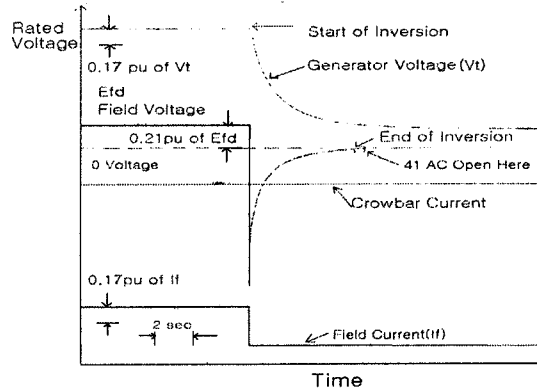 Rated
Voltage
Start of Inversion
Generator Voltage(Vt)
0.17 pu of Vt
Efd
Field Voltage
0.21pu of Efd
End of Inversion
0 Voltage
41 AC Open Here
Crowbar Current
0.17pu of If
2 sec
Field Current(If)
Time